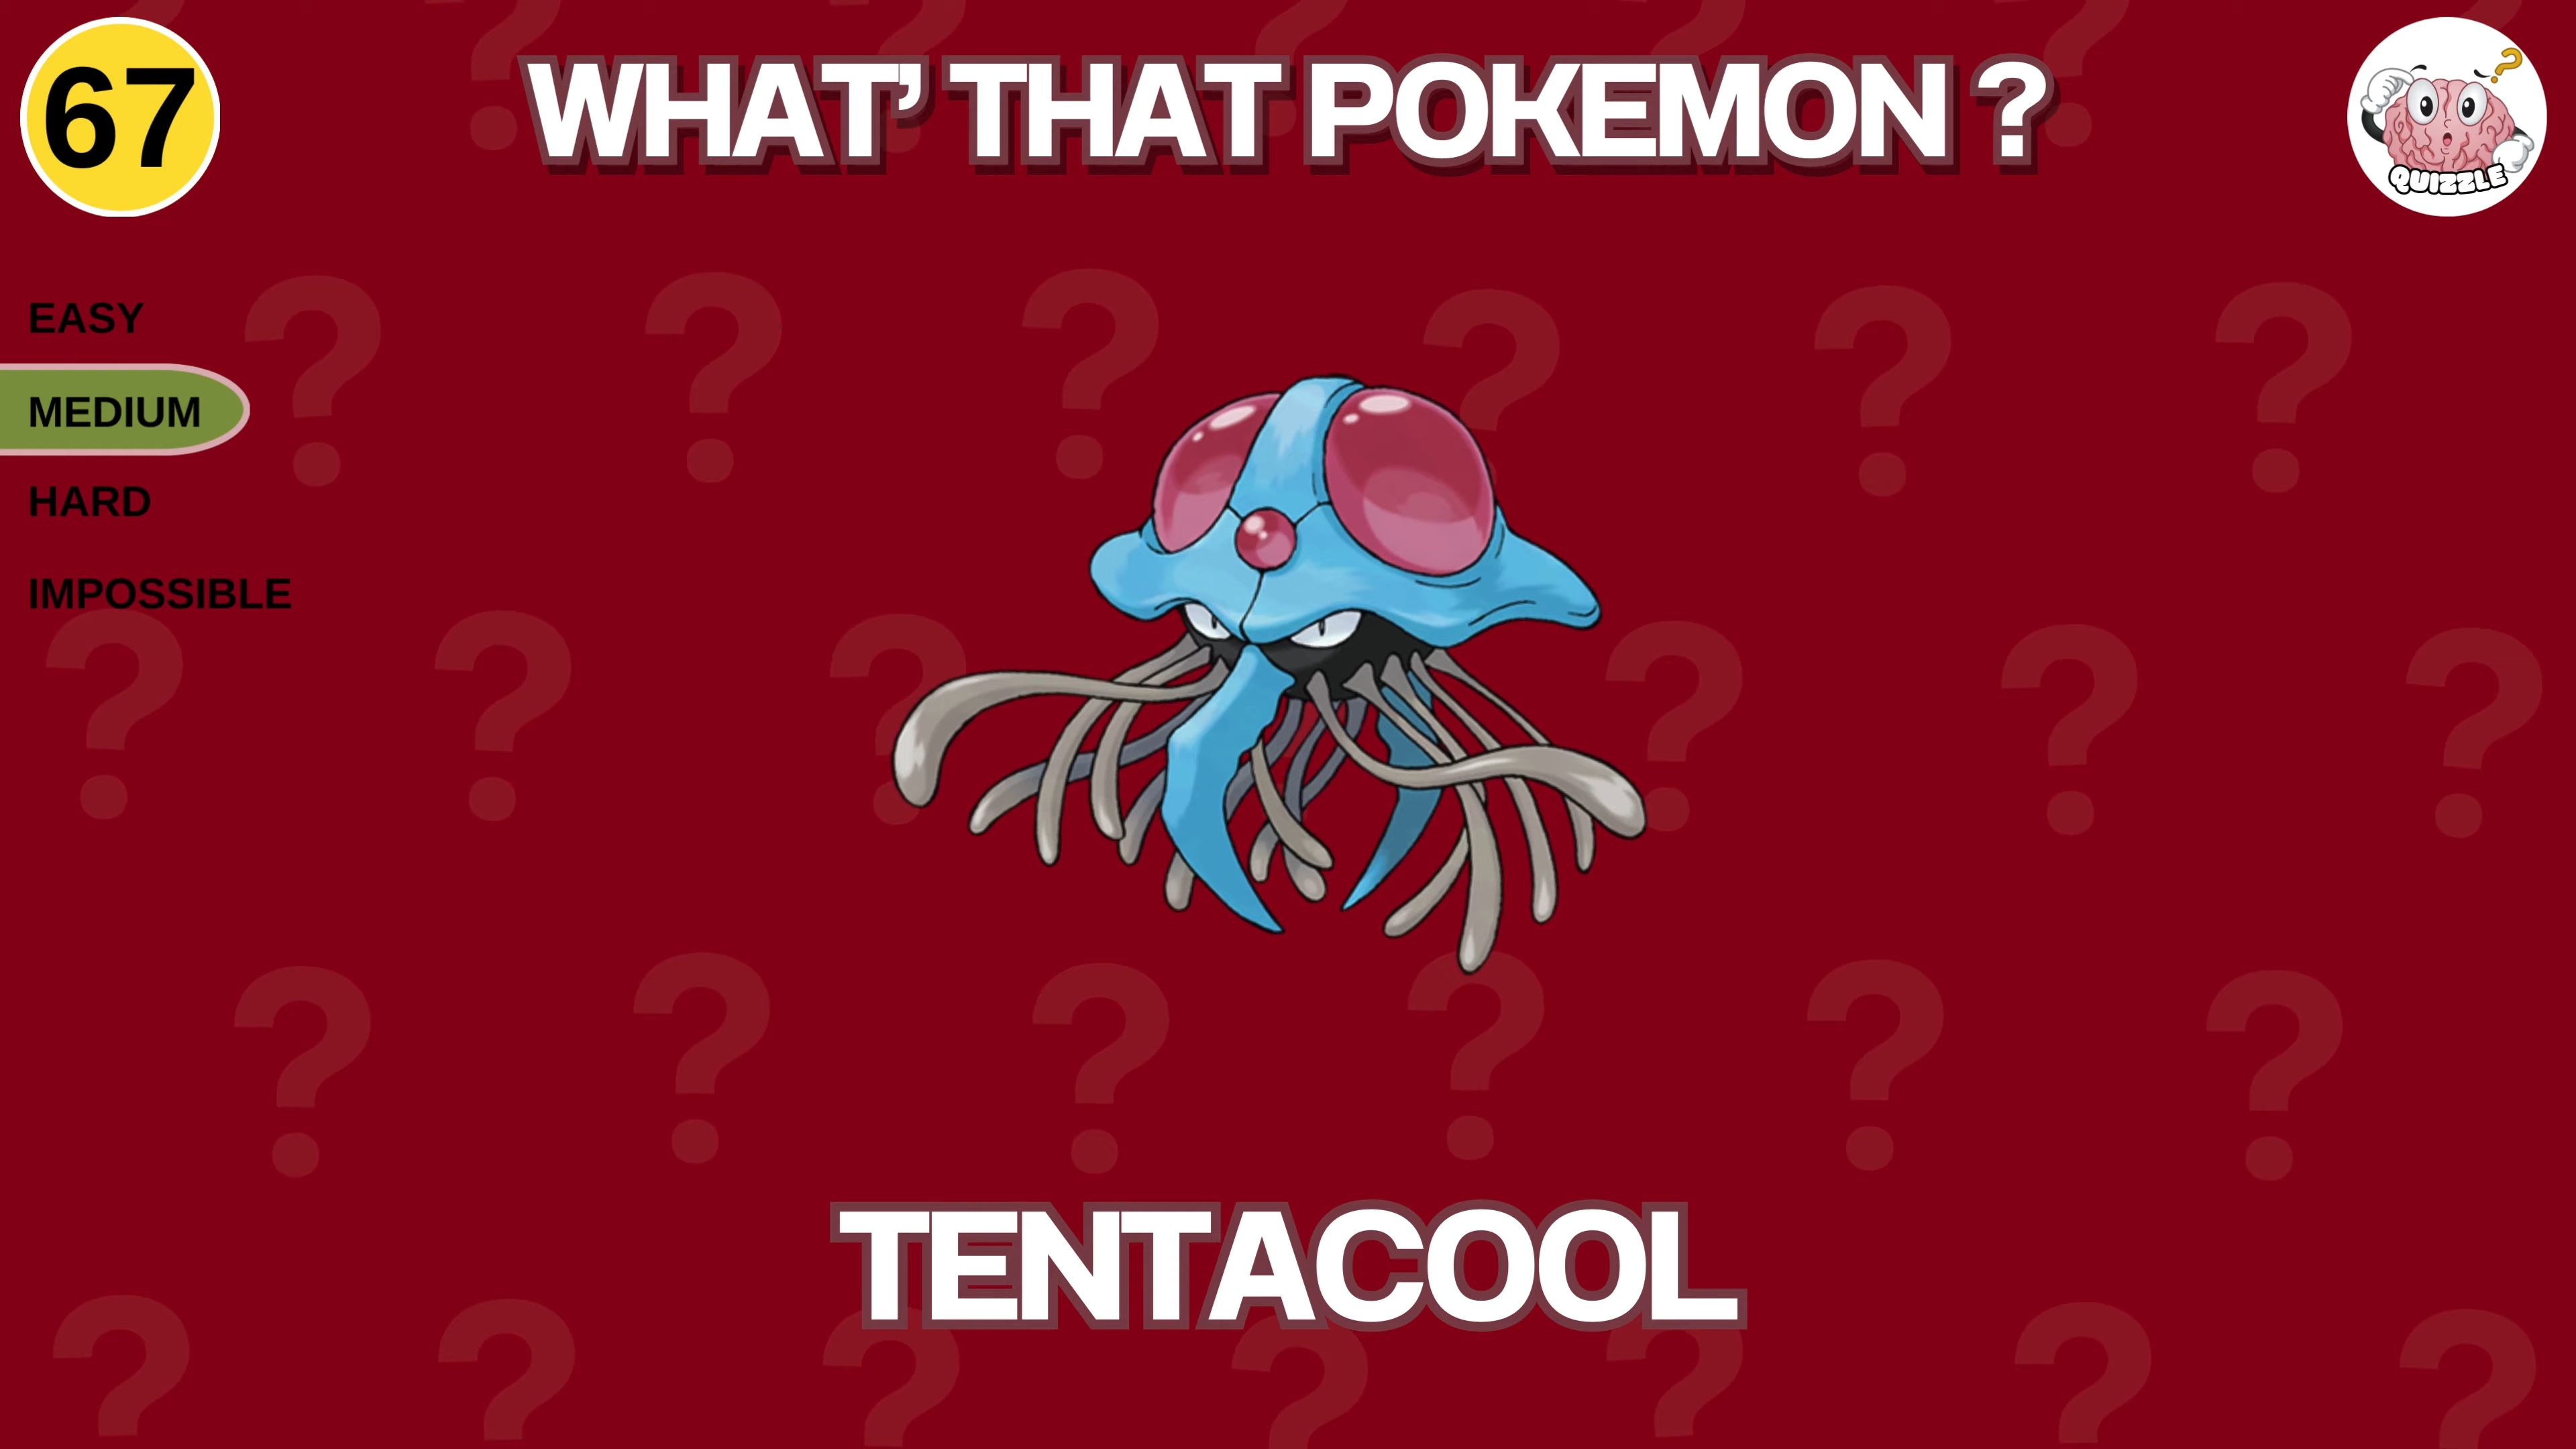 67
WHAT’ THAT POKEMON ?
QUIZZLE
EASY
MEDIUM
HARD
IMPOSSIBLE
TENTACOOL